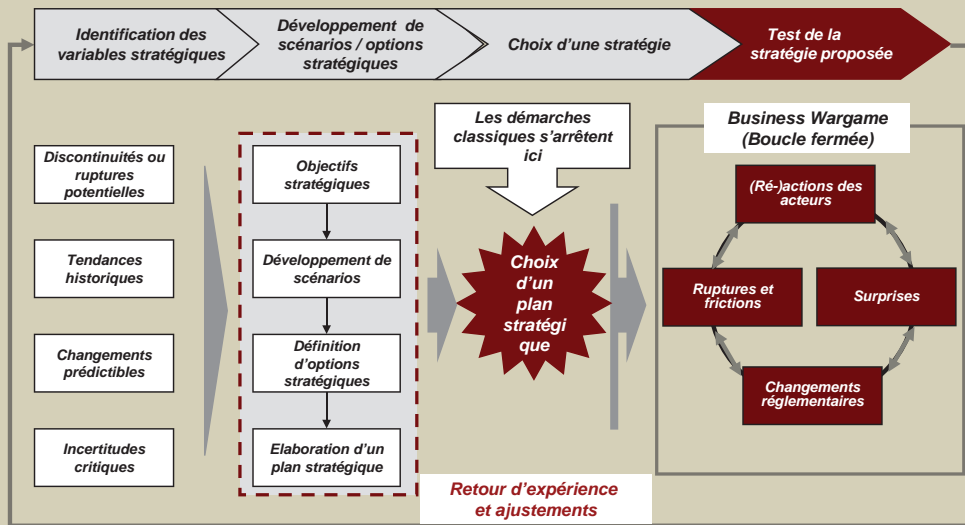 Identification des
variables stratégiques
Développement de
scénarios / options
stratégiques
Choix d'une stratégie
Test de la
stratégie proposée
Les démarches
classiques s'arrêtent
ici
Business Wargame
(Boucle fermée)
Discontinuités ou
ruptures
potentielles
Tendances
historiques
Changements
prédictibles
Incertitudes
critiques
Objectifs
stratégiques
Développement de
scénarios
Définition
d'options
stratégiques
Elaboration d'un
plan stratégique
Choix
d'un
plan
stratégi
que
(Ré-)actions des
acteurs
Ruptures et
frictions
Surprises
Changements
réglementaires
Retour d'expérience
et ajustements